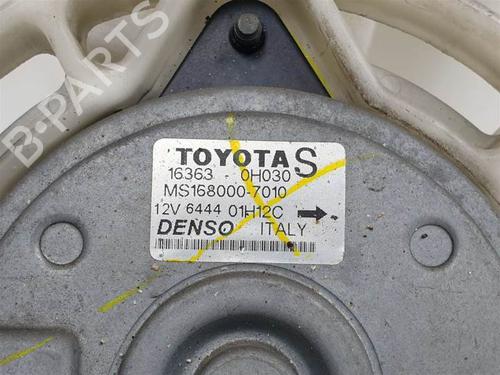 TOYOTA S
16363 - 0H030
MS168000-7010
12V 6444 01H12C
DENSO ITALY
B-PARTS